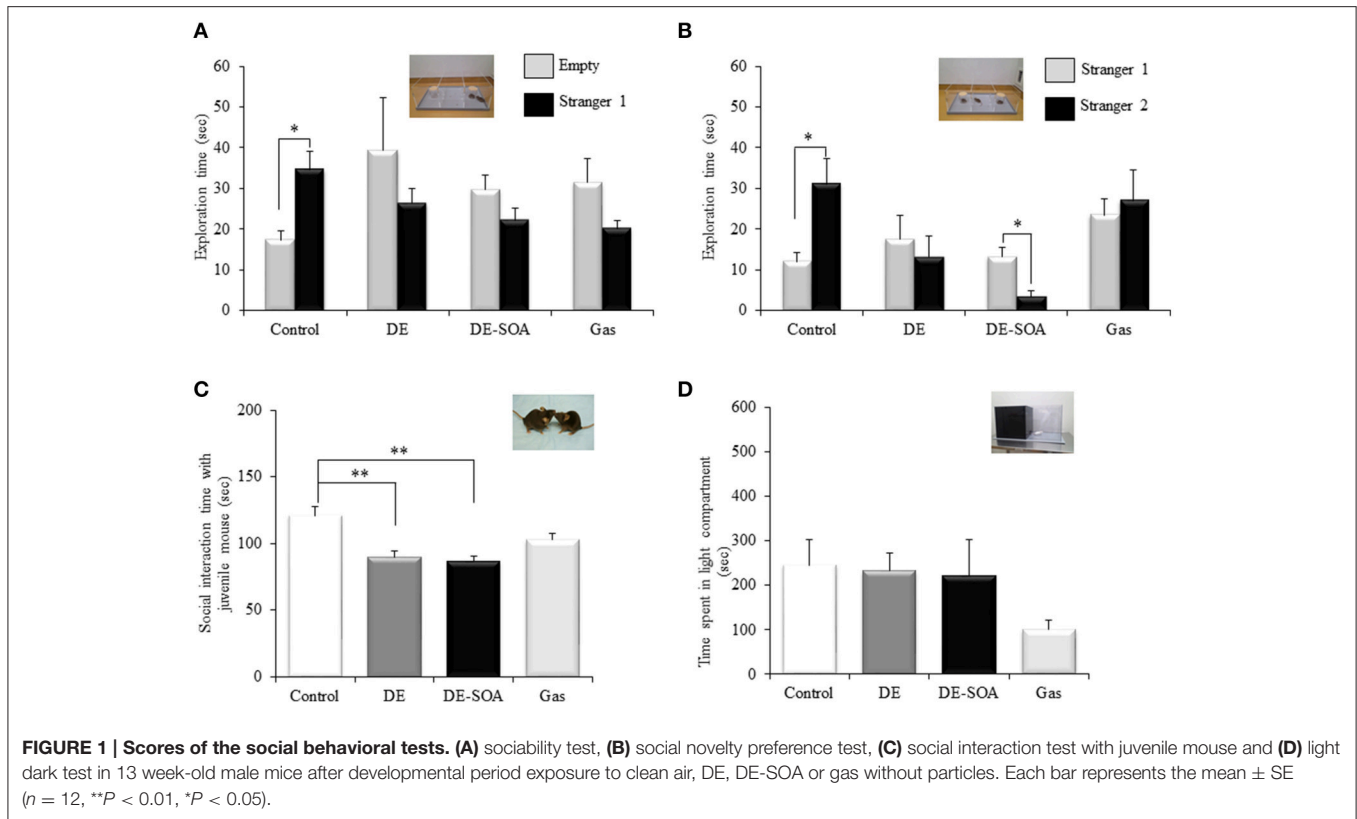 A
60
50
40
30
20
10
0
Exploration time (sec)
Empty
Stranger 1
*
Control DE DE-SOA Gas
B
60
50
40
30
20
10
0
Exploration time (sec)
Stranger 1
Stranger 2
*
*
Control DE DE-SOA Gas
C
200
150
100
50
0
Social interaction time with
juvenile mouse (sec)
**
**
Control DE DE-SOA Gas
D
600
500
400
300
200
100
0
Time spent in light compartment
(sec)
Control DE DE-SOA Gas
FIGURE 1 | Scores of the social behavioral tests. (A) sociability test, (B) social novelty preference test, (C) social interaction test with juvenile mouse and (D) light
dark test in 13 week-old male mice after developmental period exposure to clean air, DE, DE-SOA or gas without particles. Each bar represents the mean ± SE
(n = 12, **P < 0.01, *P < 0.05).